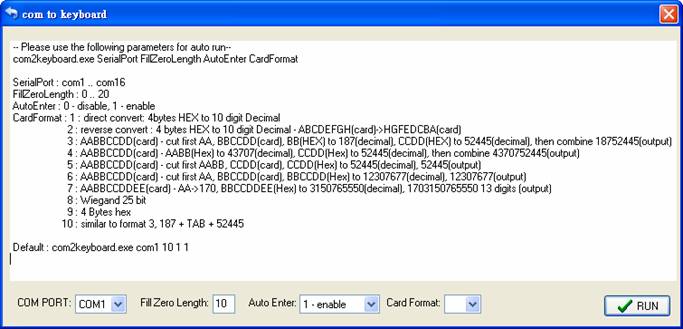 com to keyboard
-- Please use the following parameters for auto run--
com2keyboard.exe SerialPort FillZeroLength AutoEnter CardFormat
SerialPort : com1 .. com16
FillZeroLength : 0 .. 20
AutoEnter : 0 - disable, 1 - enable
CardFormat : 1 : direct convert: 4bytes HEX to 10 digit Decimal
2 : reverse convert : 4 bytes HEX to 10 digit Decimal - ABCDEFGH(card)->HGFEDCBA(card)
3 : AABBCCDD(card) - cut first AA, BBCCDD(card), BB(HEX) to 187(decimal), CCDD(HEX) to 52445(decimal), then combine 18752445(output)
4 : AABBCCDD(card) - AABB(Hex) to 43707(decimal), CCDD(Hex) to 52445(decimal), then combine 4370752445(output)
5 : AABBCCDD(card) - cut first AABB, CCDD(card), CCDD(Hex) to 52445(decimal), 52445(output)
6 : AABBCCDD(card) - cut first AA, BBCCDD(card), BBCCDD(Hex) to 12307677(decimal), 12307677(output)
7 : AABBCCDDEE(card) - AA->170, BBCCDDEE(Hex) to 3150765550(decimal), 1703150765550 13 digits (output)
8 : Wiegand 25 bit
9 : 4 Bytes hex
10 : similar to format 3, 187 + TAB + 52445
Default : com2keyboard.exe com1 10 1 1
COM PORT: COM1 Fill Zero Length: 10 Auto Enter: 1 - enable Card Format: RUN